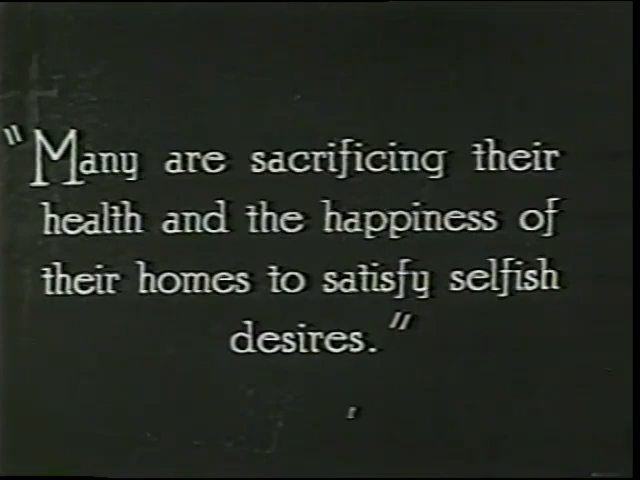 "Many are sacrificing their
health and the happiness of
their homes to satisfy selfish
desires."